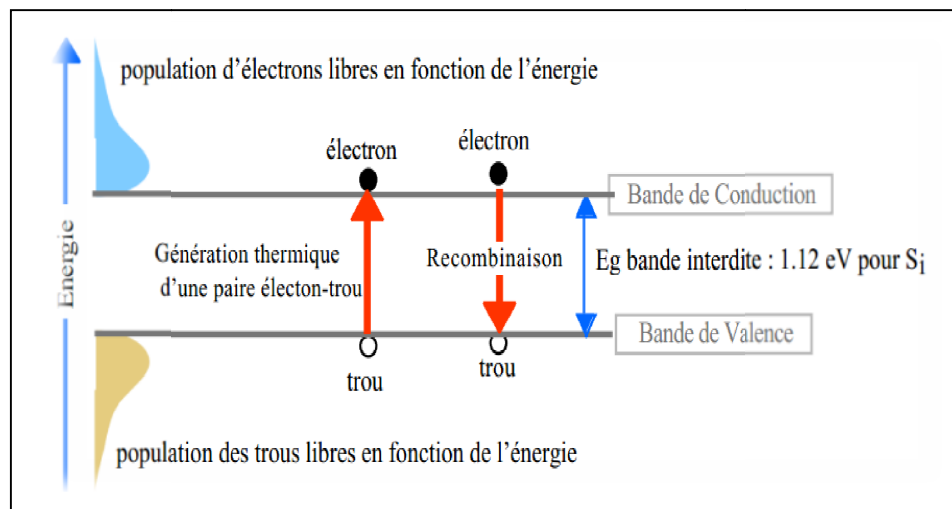 population d'électrons libres en fonction de l'énergie
électron
électron
Bande de Conduction
Energie
Génération thermique
d'une paire électon-trou
Recombinaison
Eg bande interdite : 1.12 eV pour Si
Bande de Valence
trou
trou
population des trous libres en fonction de l'énergie